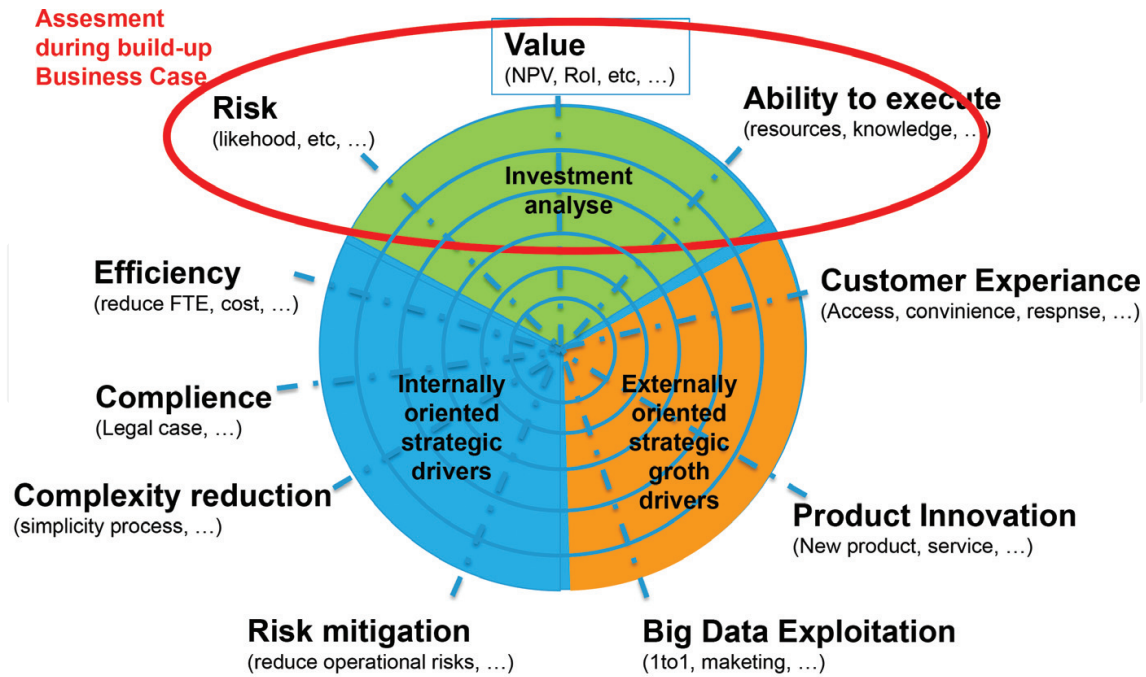 Assesment
during build-up
Business Case
Value
(NPV, RoI, etc, …)
Risk
(likehood, etc, …)
Ability to execute
(resources, knowledge, …)
Investment
analyse
Efficiency
(reduce FTE, cost, …)
Customer Experiance
(Access, convinience, respnse, …)
Complience
(Legal case, …)
Internally
oriented
strategic
drivers
Externally
oriented
strategic
groth
drivers
Complexity reduction
(simplicity process, …)
Product Innovation
(New product, service, …)
Risk mitigation
(reduce operational risks, …)
Big Data Exploitation
(1to1, maketing, …)